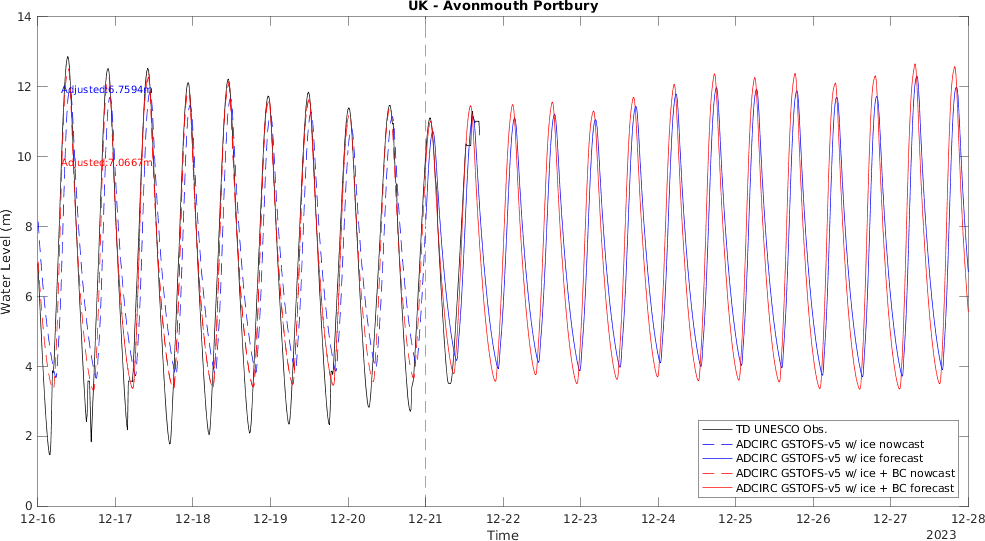 UK - Avonmouth Portbury
14
12
10
8
6
4
2
0
Water Level (m)
Adjusted:6.7594m
Adjusted:7.0667m
TD UNESCO Obs.
ADCIRC GSTOFS-v5 w/ ice nowcast
ADCIRC GSTOFS-v5 w/ ice forecast
ADCIRC GSTOFS-v5 w/ ice + BC nowcast
ADCIRC GSTOFS-v5 w/ ice + BC forecast
12-16 12-17 12-18 12-19 12-20 12-21 12-22 12-23 12-24 12-25 12-26 12-27 12-28
Time
2023